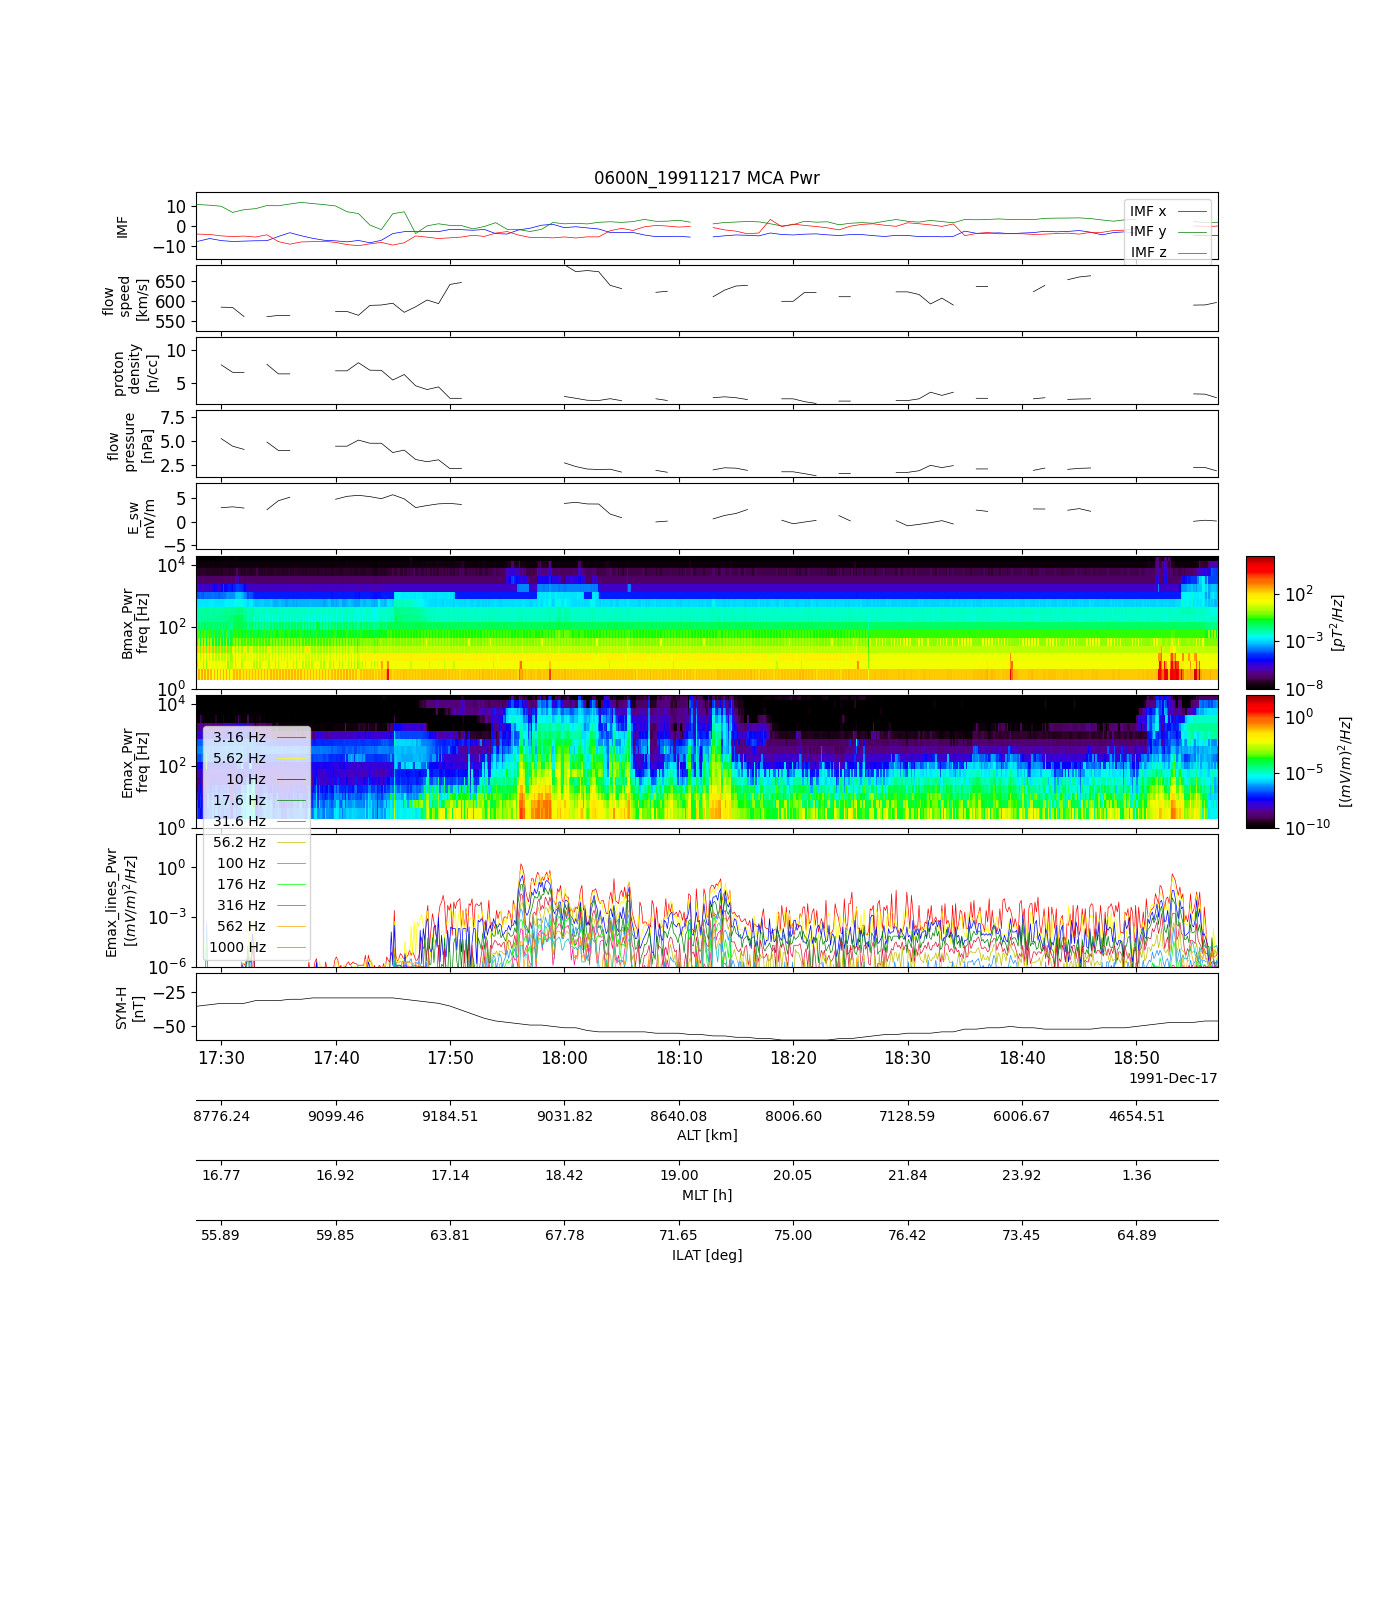 0600N_19911217 MCA Pwr
IMF
10
0
−10
IMF x
IMF y
IMF z
flow
speed
[km/s]
650
600
550
proton
density
[n/cc]
10
5
flow
pressure
[nPa]
7.5
5.0
2.5
E_sw
mV/m
5
0
−5
Bmax_Pwr
freq [Hz]
10^4
10^2
10^0
10^2
10^−3
10^−8
[pT^2/Hz]
Emax_Pwr
freq [Hz]
10^4
10^2
10^0
10^0
10^−5
10^−10
[(mV/m)^2/Hz]
3.16 Hz
5.62 Hz
10 Hz
17.6 Hz
31.6 Hz
56.2 Hz
100 Hz
176 Hz
316 Hz
562 Hz
1000 Hz
Emax_lines_Pwr
[(mV/m)^2/Hz]
10^0
10^−3
10^−6
SYM-H
[nT]
−25
−50
17:30 17:40 17:50 18:00 18:10 18:20 18:30 18:40 18:50
1991-Dec-17
8776.24 9099.46 9184.51 9031.82 8640.08 8006.60 7128.59 6006.67 4654.51
ALT [km]
16.77 16.92 17.14 18.42 19.00 20.05 21.84 23.92 1.36
MLT [h]
55.89 59.85 63.81 67.78 71.65 75.00 76.42 73.45 64.89
ILAT [deg]